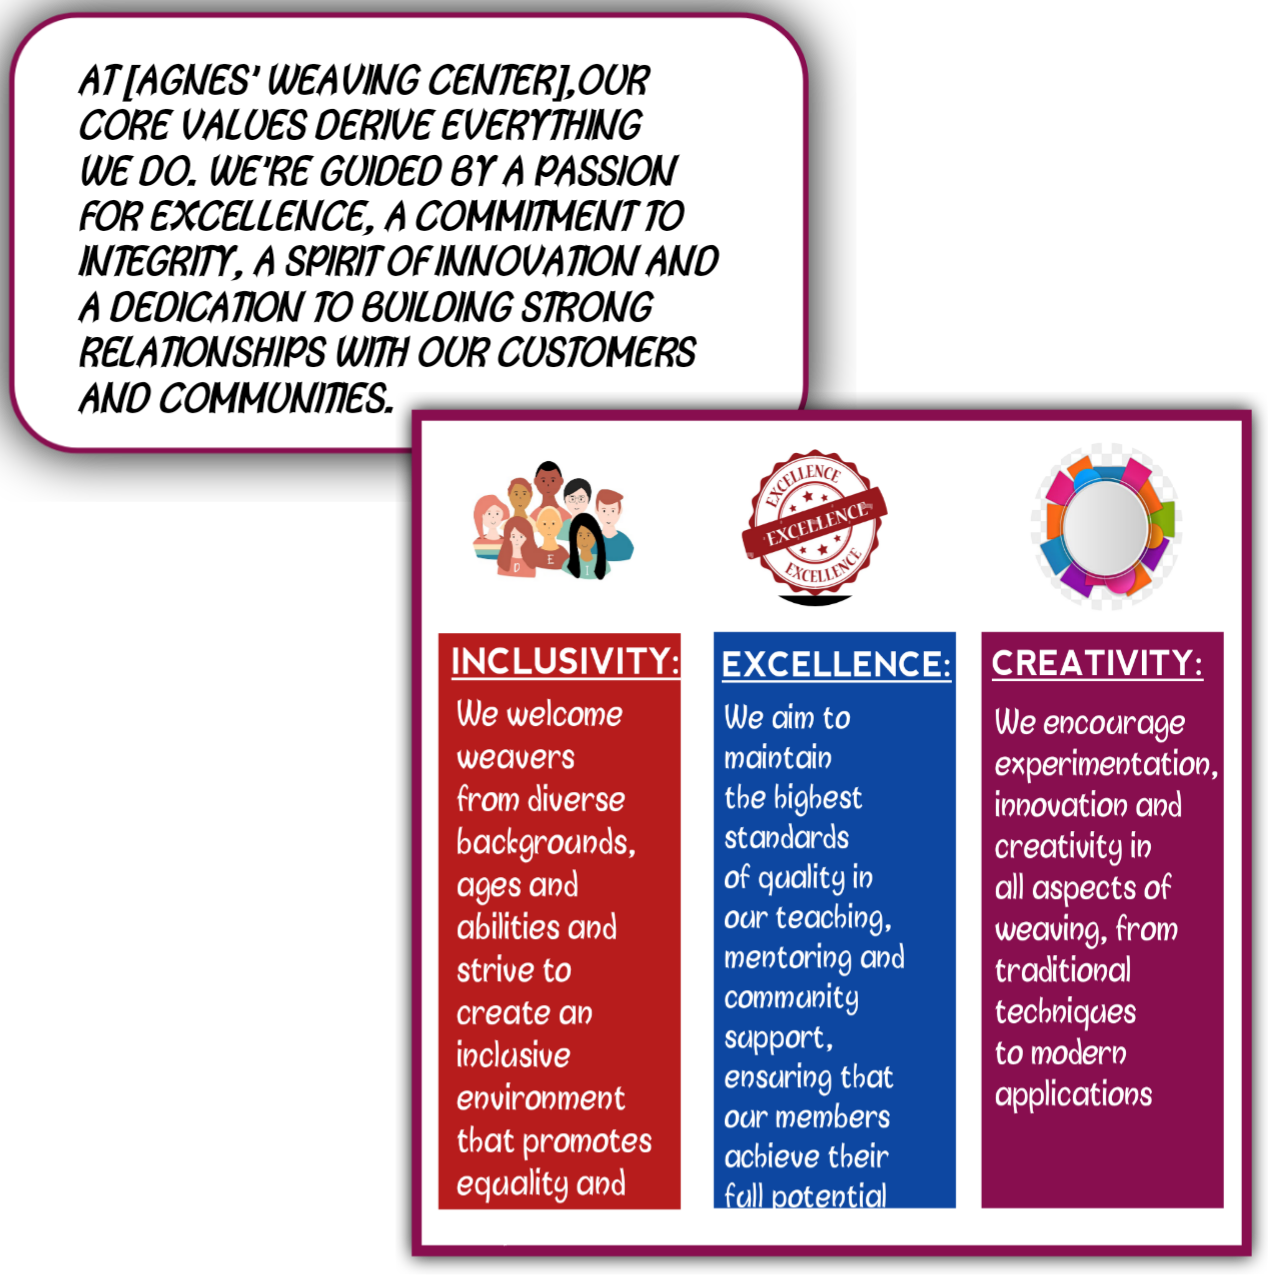 AT [AGNES' WEAVING CENTER],OUR
CORE VALUES DERIVE EVERYTHING
WE DO. WE'RE GUIDED BY A PASSION
FOR EXCELLENCE, A COMMITMENT TO
INTEGRITY, A SPIRIT OF INNOVATION AND
A DEDICATION TO BUILDING STRONG
RELATIONSHIPS WITH OUR CUSTOMERS
AND COMMUNITIES.
D E I
EXCELLENCE
EXCELLENCE
EXCELLENCE
INCLUSIVITY:
We welcome
weavers
from diverse
backgrounds,
ages and
abilities and
strive to
create an
inclusive
environment
that promotes
equality and
EXCELLENCE:
We aim to
maintain
the highest
standards
of quality in
our teaching,
mentoring and
community
support,
ensuring that
our members
achieve their
full potential
CREATIVITY:
We encourage
experimentation,
innovation and
creativity in
all aspects of
weaving, from
traditional
techniques
to modern
applications